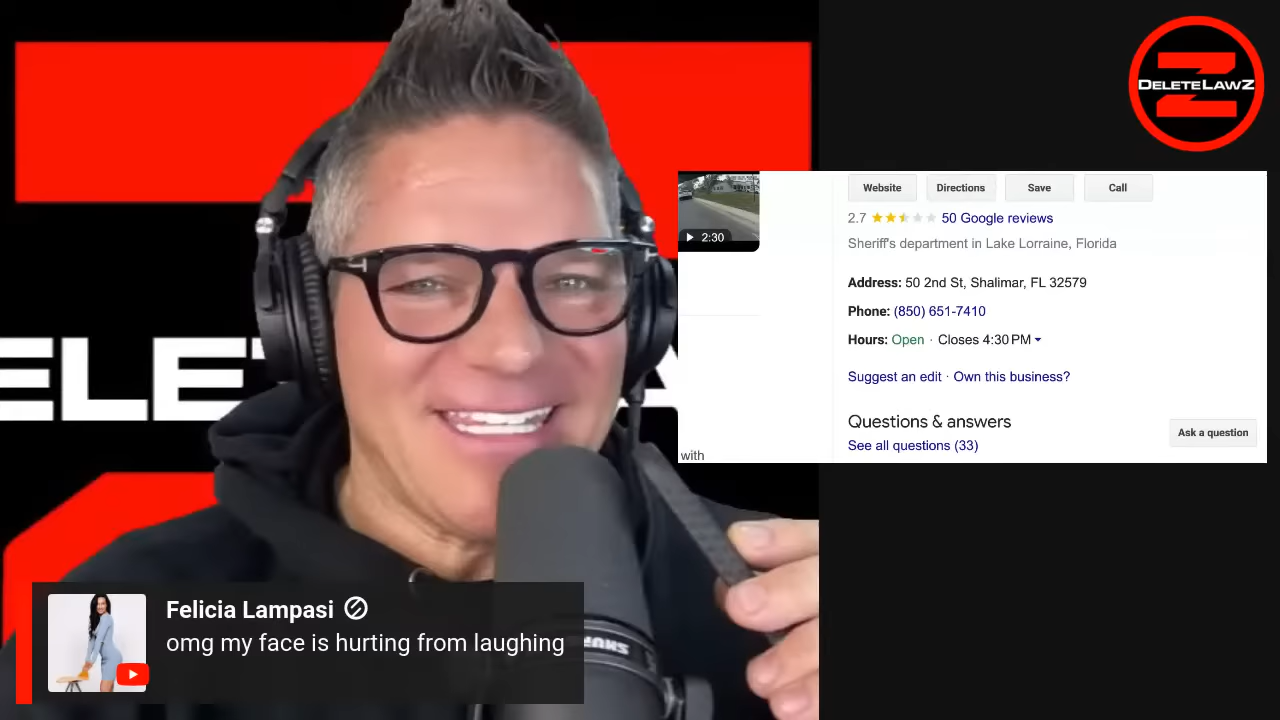 DELETELAWZ
ELET
Website
Directions
Save
Call
2:30
2.7
50 Google reviews
Sheriff's department in Lake Lorraine, Florida
Address: 50 2nd St, Shalimar, FL 32579
Phone: (850) 651-7410
Hours: Open · Closes 4:30 PM
Suggest an edit · Own this business?
Questions & answers
See all questions (33)
Ask a question
with
Felicia Lampasi
omg my face is hurting from laughing